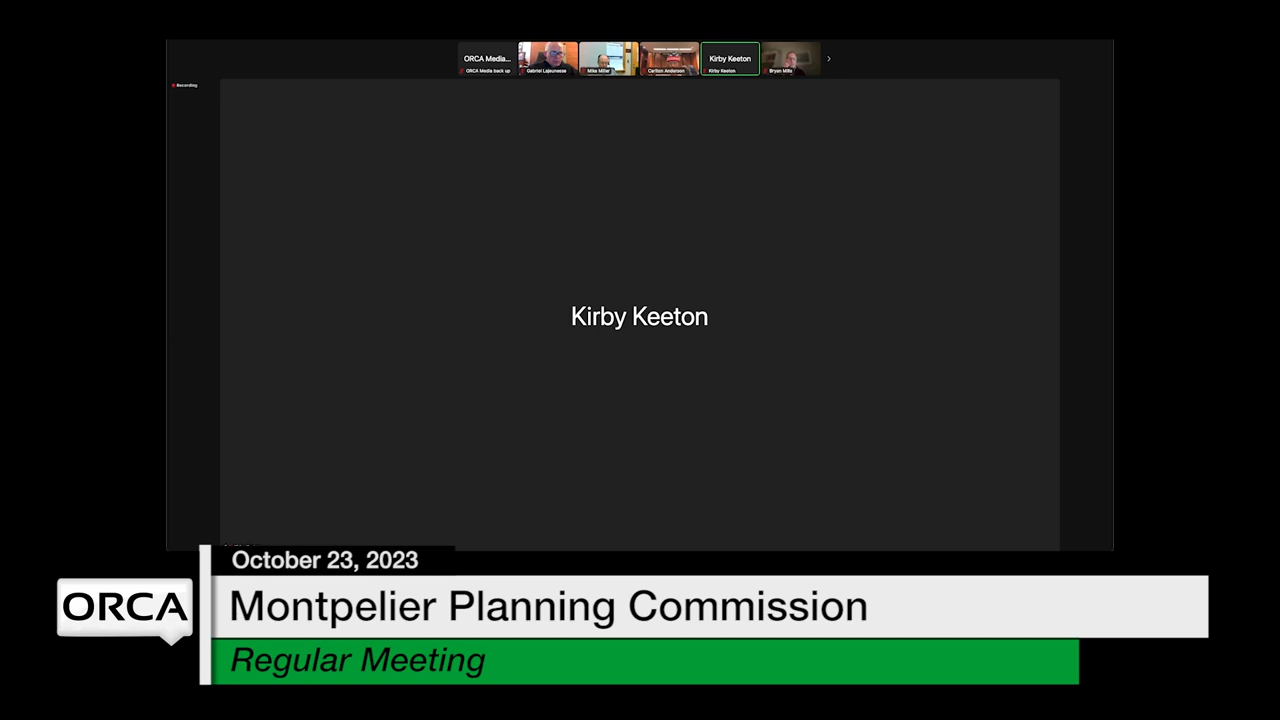 ORCA Media...
Kirby Keeton
ORCA Media back up
Gabriel Lajeunesse
Mike Miller
Carlton Anderson
Kirby Keeton
Bryan Mills
Recording
Kirby Keeton
October 23, 2023
ORCA
Montpelier Planning Commission
Regular Meeting